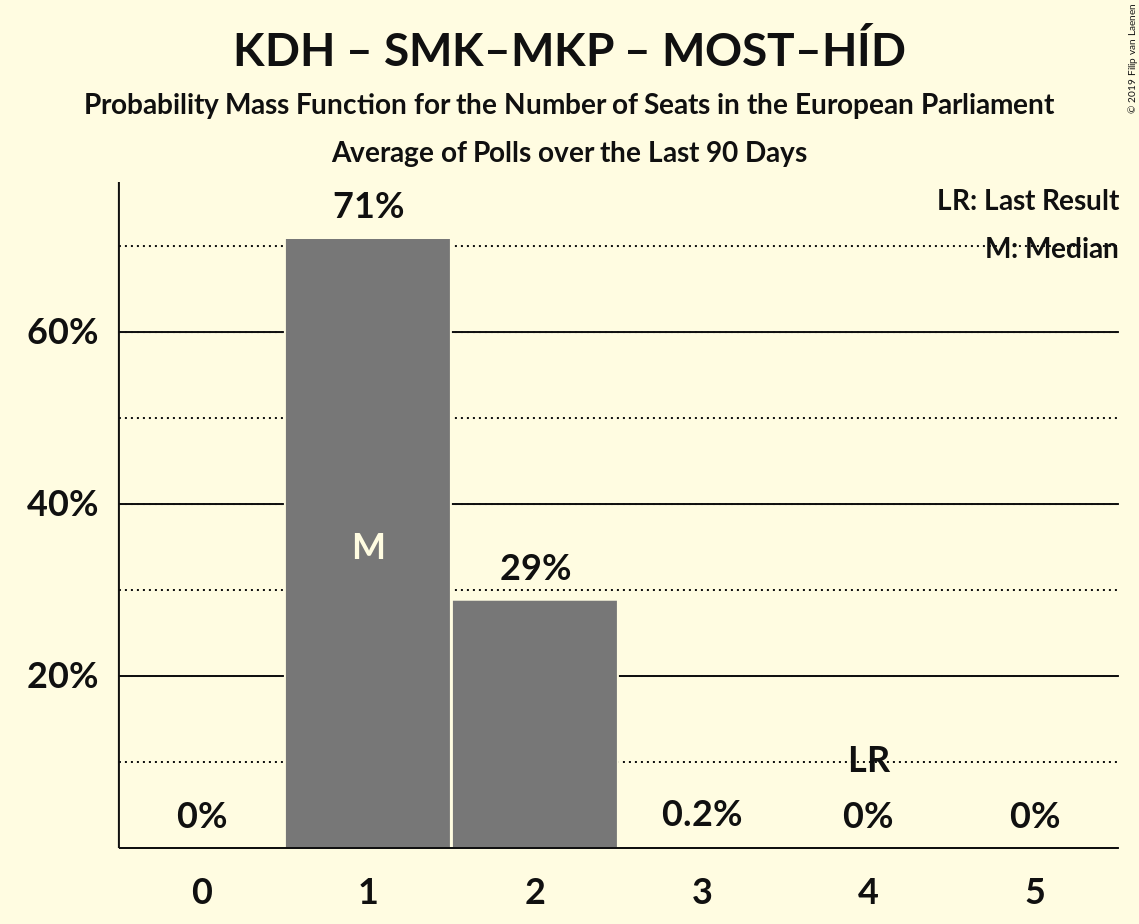 KDH – SMK–MKP – MOST–HÍD
Probability Mass Function for the Number of Seats in the European Parliament
Average of Polls over the Last 90 Days
© 2019 Filip van Laenen
LR: Last Result
M: Median
71%
60%
40%
M
29%
20%
LR
0%
0.2%
0%
0%
0 1 2 3 4 5